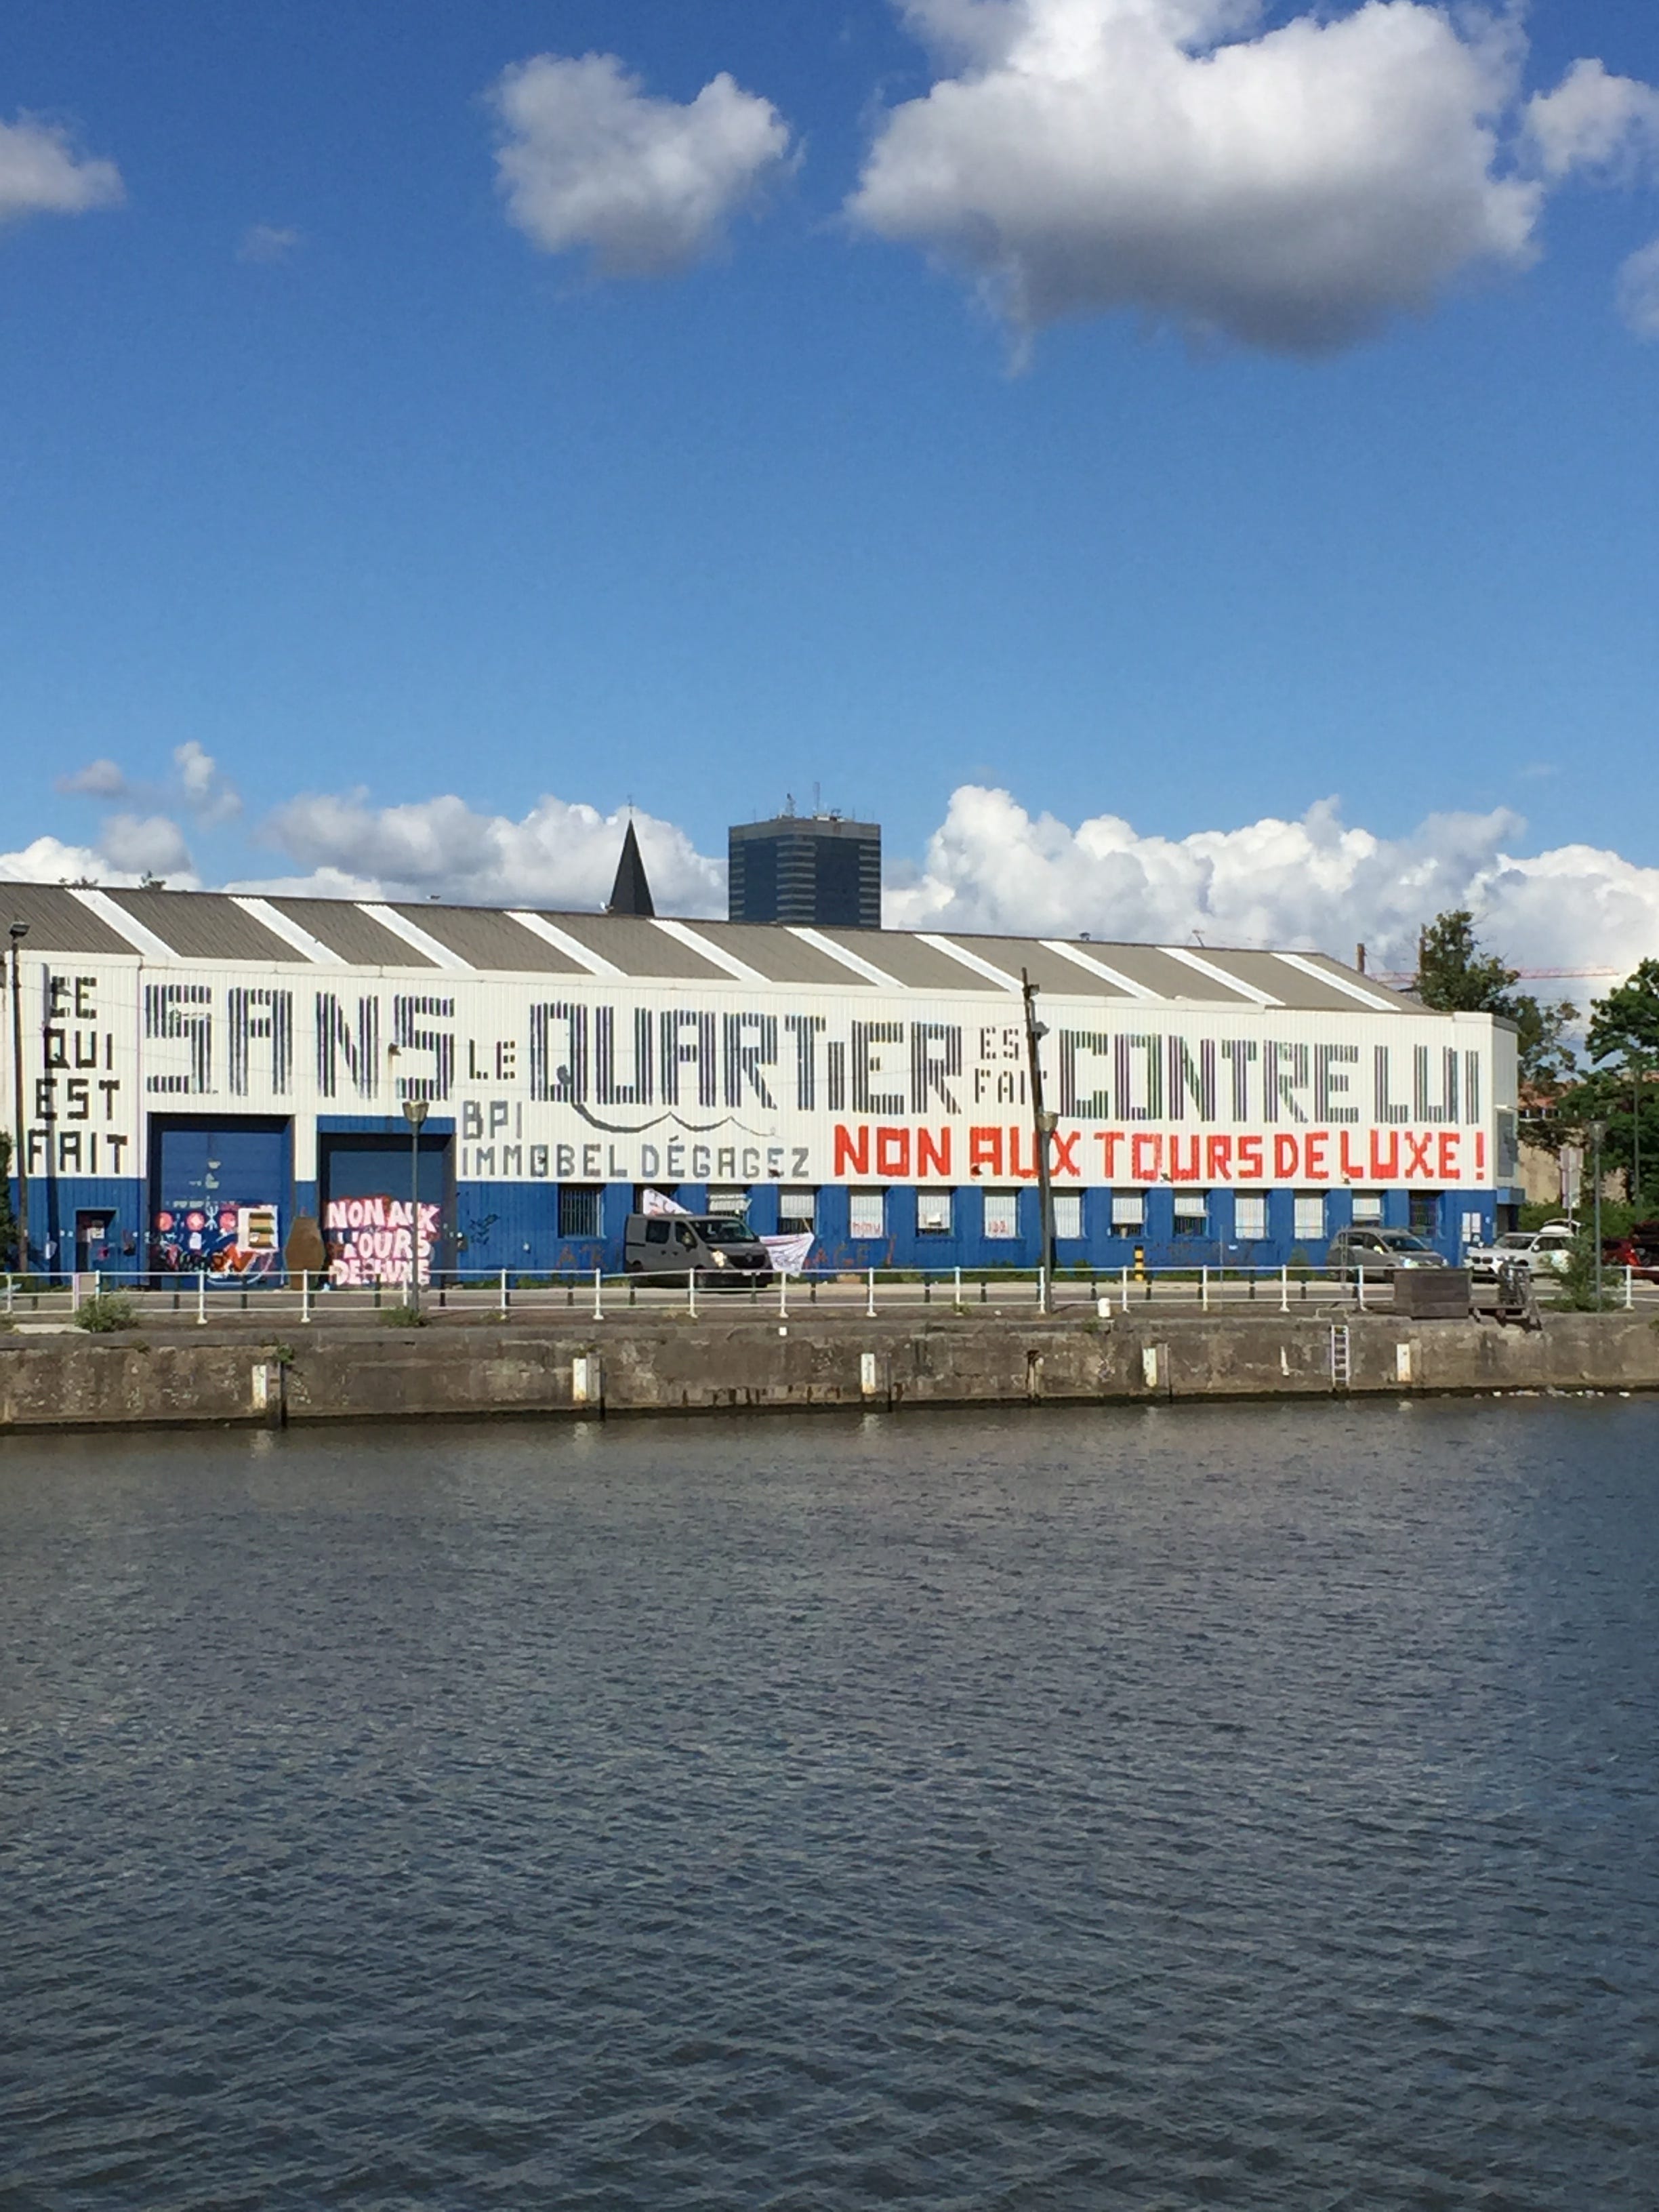 CE
QUI
EST
FAIT
SANS LE QUARTIER EST FAIT CONTRE LUI
BPI
IMMOBEL DÉGAGEZ
NON AUX TOURS DE LUXE !
NON AUX
TOURS
DE LUXE